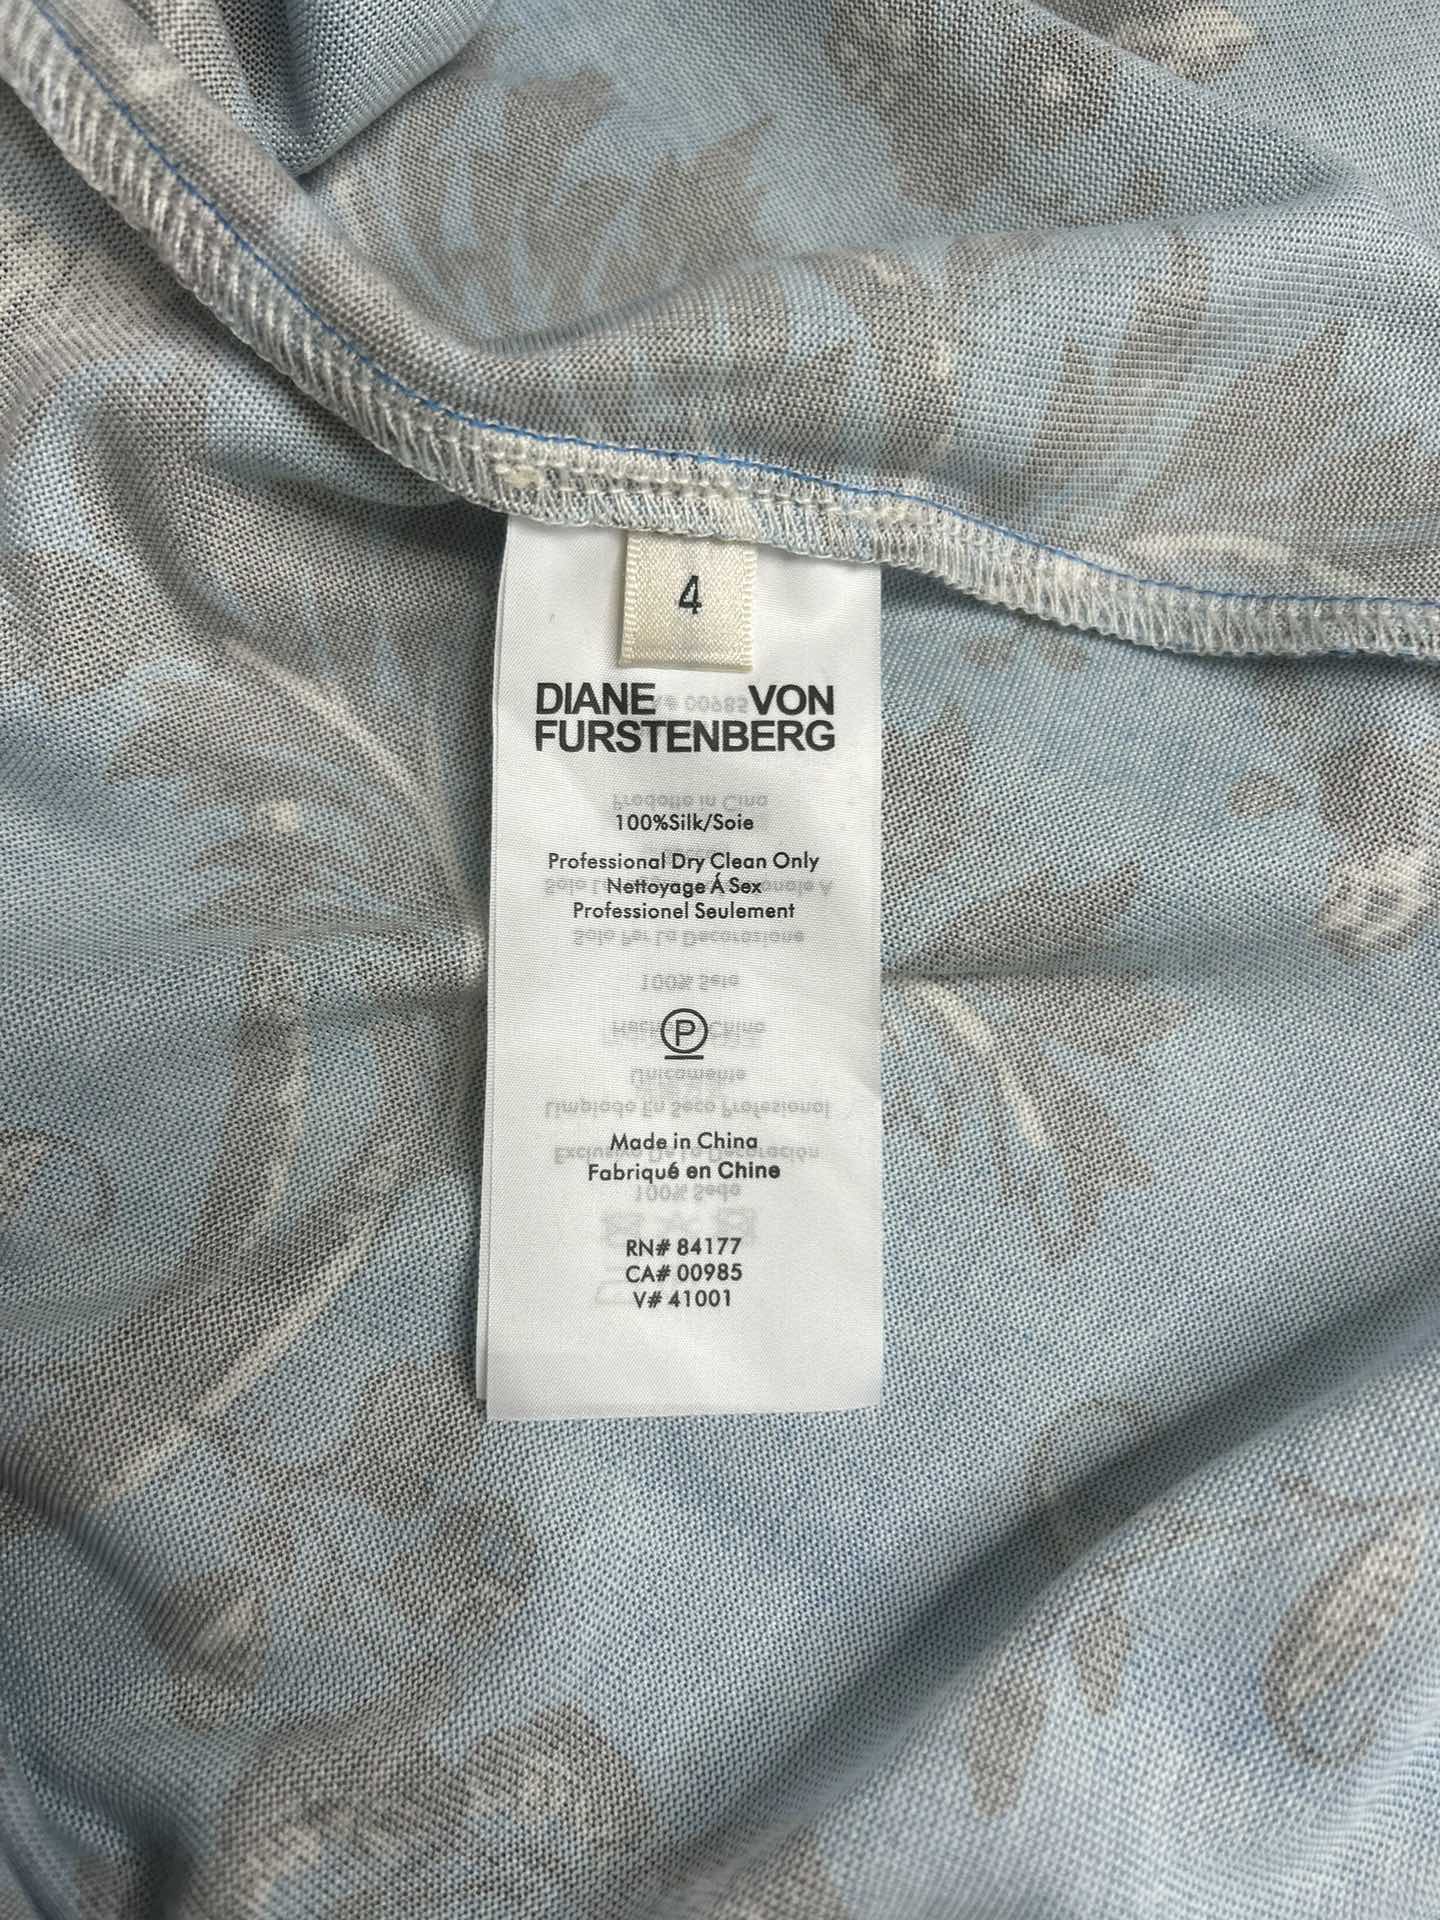 4
DIANE VON
FURSTENBERG
100%Silk/Soie
Professional Dry Clean Only
Nettoyage Á Sex
Professionel Seulement
P
Made in China
Fabriqué en Chine
RN# 84177
CA# 00985
V# 41001